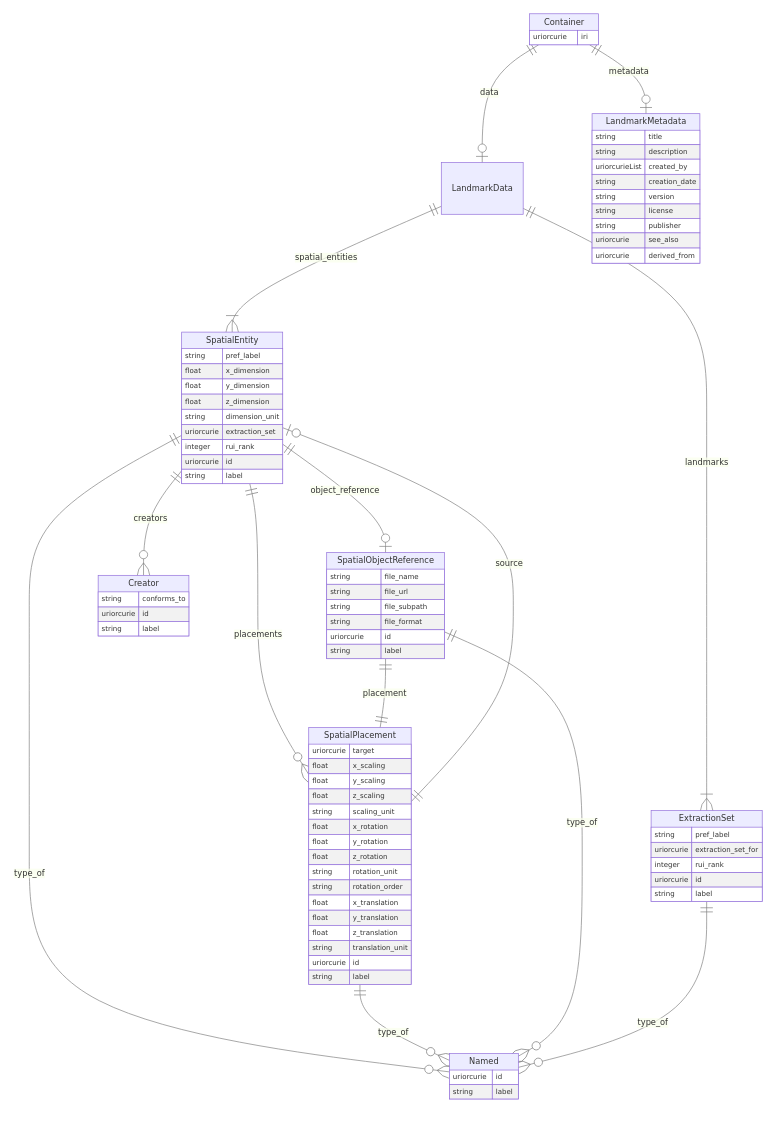 Container
uriorcurie iri
metadata
data
LandmarkMetadata
string title
string description
uriorcurieList created_by
string creation_date
string version
string license
string publisher
uriorcurie see_also
uriorcurie derived_from
LandmarkData
spatial_entities
SpatialEntity
string pref_label
float x_dimension
float y_dimension
float z_dimension
string dimension_unit
uriorcurie extraction_set
integer rui_rank
uriorcurie id
string label
landmarks
object_reference
creators
source
SpatialObjectReference
string file_name
string file_url
string file_subpath
string file_format
uriorcurie id
string label
Creator
string conforms_to
uriorcurie id
string label
placements
placement
SpatialPlacement
uriorcurie target
float x_scaling
float y_scaling
float z_scaling
string scaling_unit
float x_rotation
float y_rotation
float z_rotation
string rotation_unit
string rotation_order
float x_translation
float y_translation
float z_translation
string translation_unit
uriorcurie id
string label
type_of
ExtractionSet
string pref_label
uriorcurie extraction_set_for
integer rui_rank
uriorcurie id
string label
type_of
type_of
type_of
Named
uriorcurie id
string label